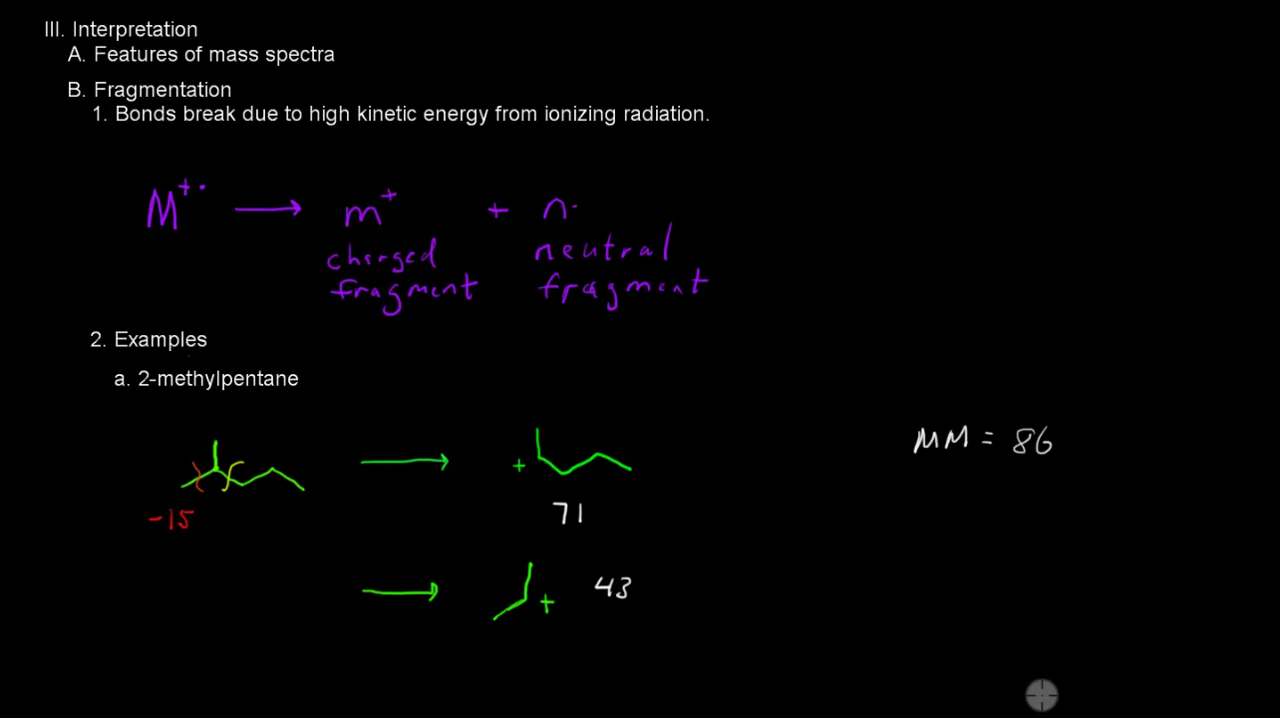 III. Interpretation
A. Features of mass spectra
B. Fragmentation
1. Bonds break due to high kinetic energy from ionizing radiation.
M+· → m+ + n·
charged neutral
fragment fragment
2. Examples
a. 2-methylpentane
MM = 86
+
-15
71
43
+